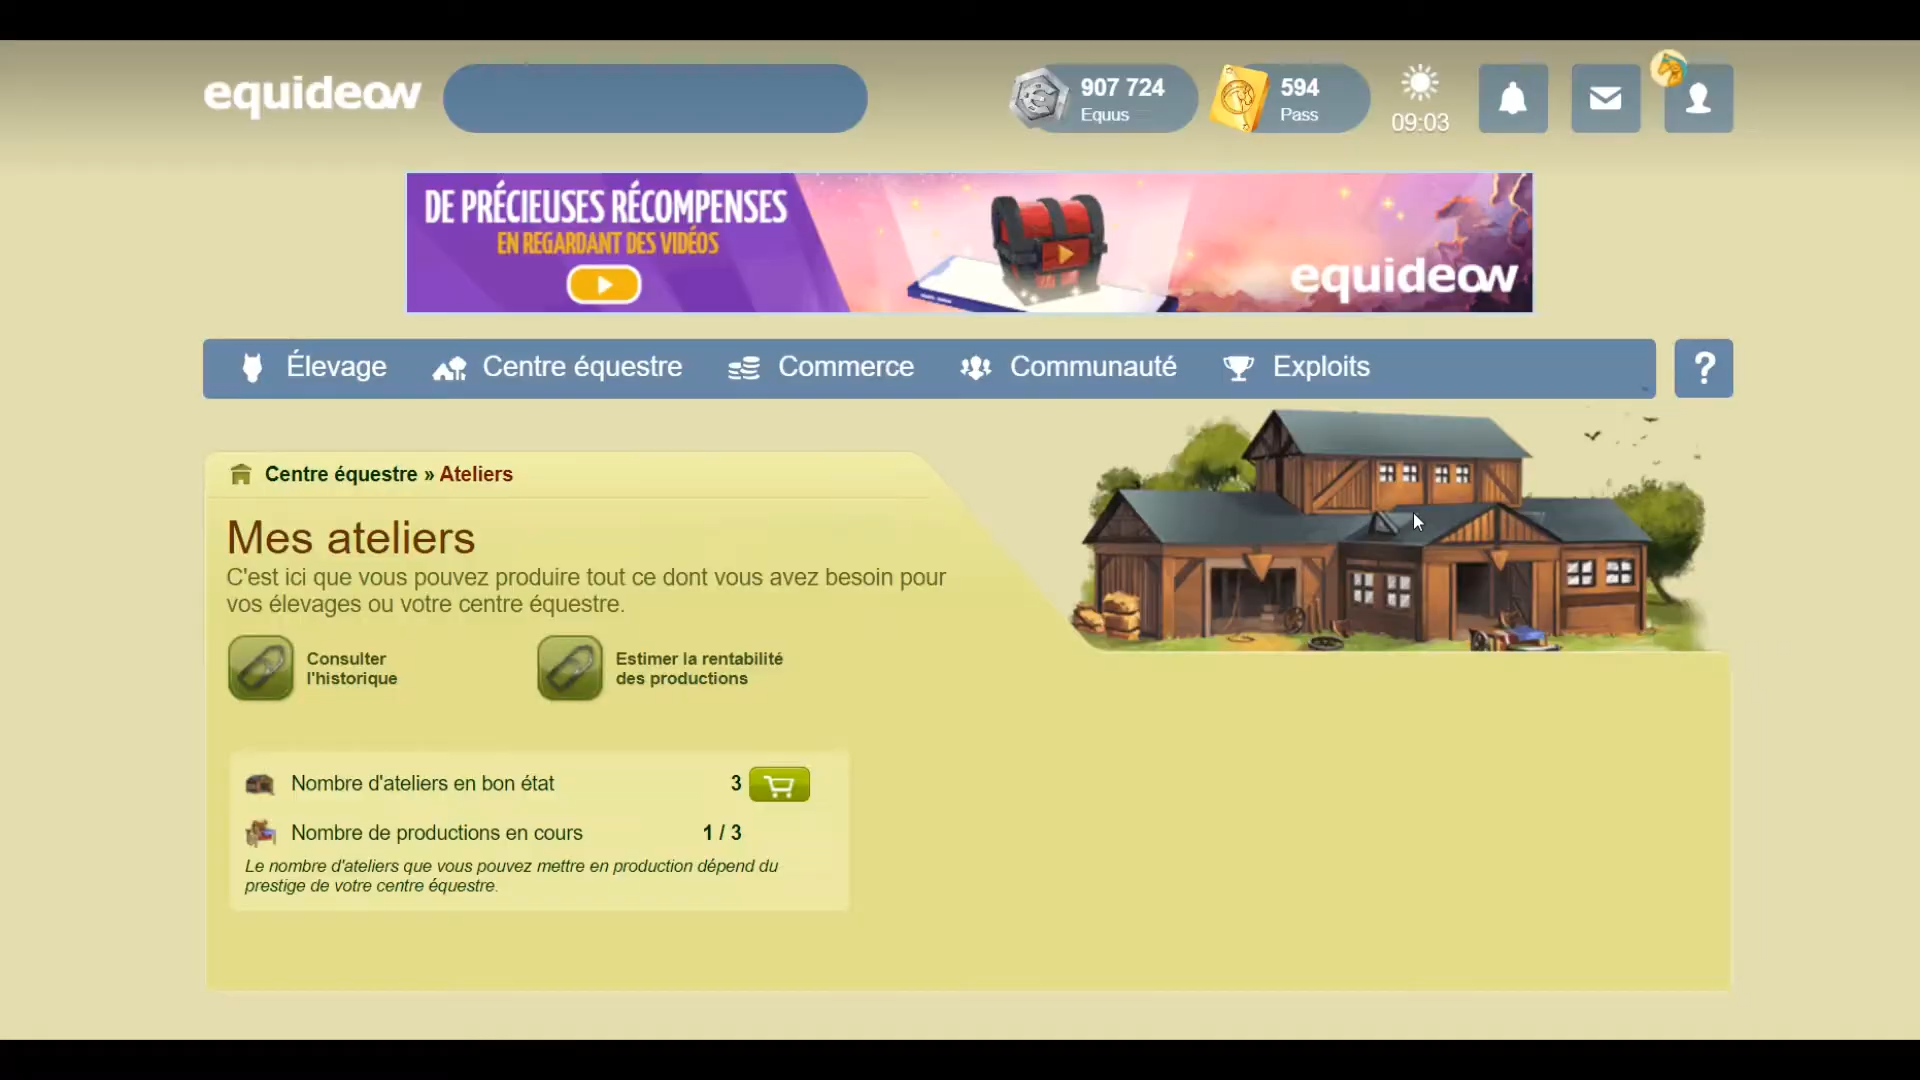 equideow
907 724
Equus
594
Pass
09:03
DE PRÉCIEUSES RÉCOMPENSES
EN REGARDANT DES VIDÉOS
equideow
Élevage
Centre équestre
Commerce
Communauté
Exploits
?
Centre équestre » Ateliers
Mes ateliers
C'est ici que vous pouvez produire tout ce dont vous avez besoin pour
vos élevages ou votre centre équestre.
Consulter
l'historique
Estimer la rentabilité
des productions
Nombre d'ateliers en bon état 3
Nombre de productions en cours 1 / 3
Le nombre d'ateliers que vous pouvez mettre en production dépend du
prestige de votre centre équestre.